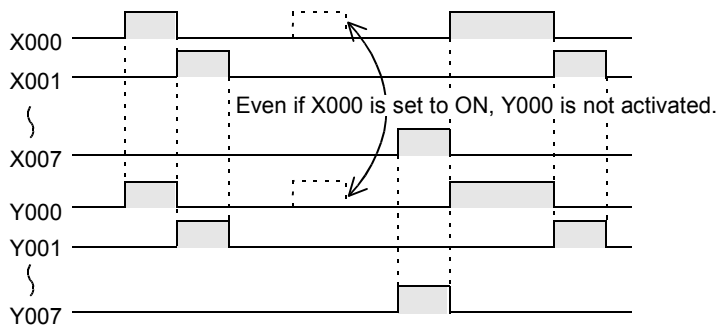 X000
X001
Even if X000 is set to ON, Y000 is not activated.
X007
Y000
Y001
Y007